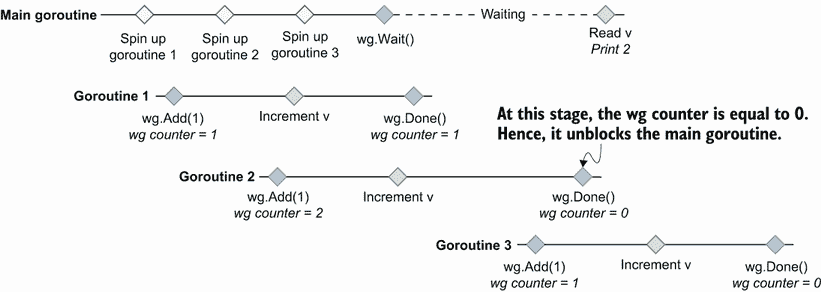 Main goroutine
Waiting
Spin up
goroutine 1
Spin up
goroutine 2
Spin up
goroutine 3
wg.Wait()
Read v
Print 2
Goroutine 1
wg.Add(1)
wg counter = 1
Increment v
wg.Done()
wg counter = 1
At this stage, the wg counter is equal to 0.
Hence, it unblocks the main goroutine.
Goroutine 2
wg.Add(1)
wg counter = 2
Increment v
wg.Done()
wg counter = 0
Goroutine 3
wg.Add(1)
wg counter = 1
Increment v
wg.Done()
wg counter = 0